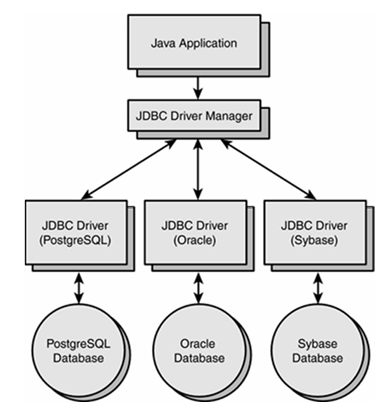 Java Application
JDBC Driver Manager
JDBC Driver
(PostgreSQL)
JDBC Driver
(Oracle)
JDBC Driver
(Sybase)
PostgreSQL
Database
Oracle
Database
Sybase
Database